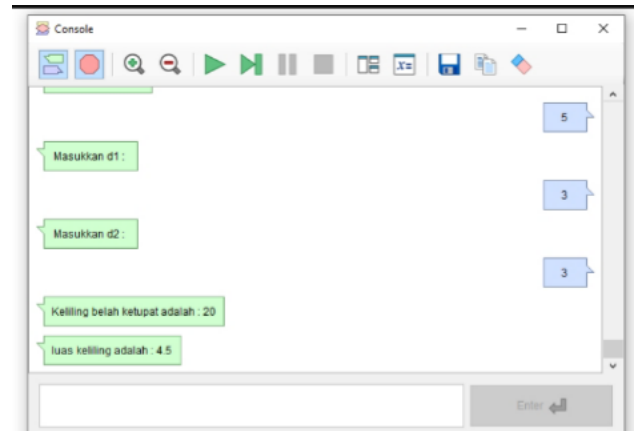 Console
5
Masukkan d1 :
3
Masukkan d2 :
3
Keliling belah ketupat adalah : 20
luas keliling adalah : 4.5
Enter